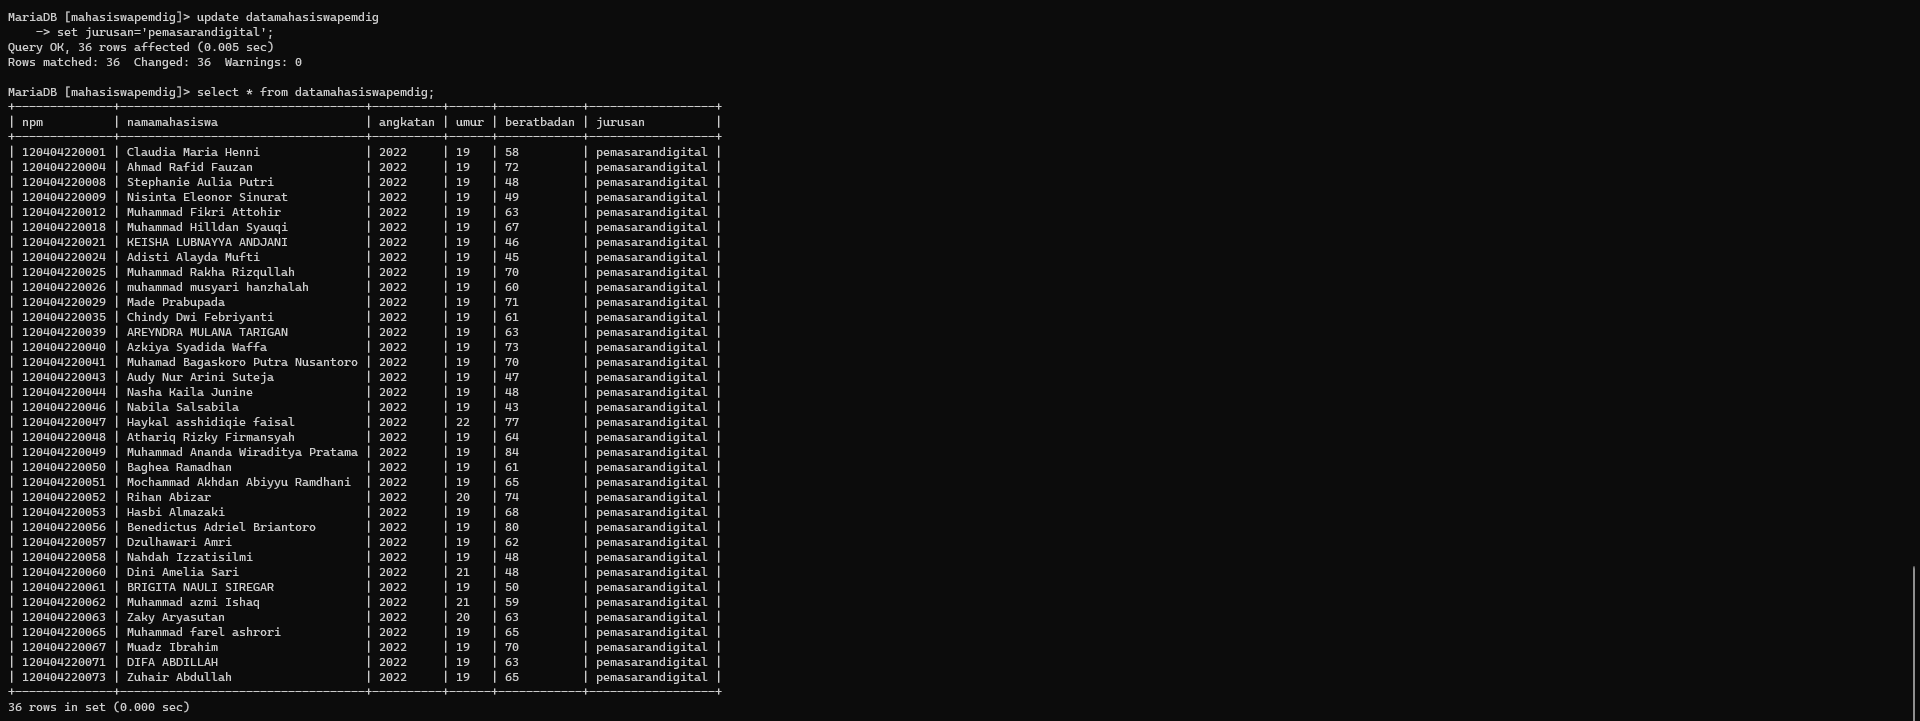 MariaDB [mahasiswapemdig]> update datamahasiswapemdig
    -> set jurusan='pemasarandigital';
Query OK, 36 rows affected (0.005 sec)
Rows matched: 36  Changed: 36  Warnings: 0

MariaDB [mahasiswapemdig]> select * from datamahasiswapemdig;
+--------------+-----------------------------------+----------+------+------------+------------------+
| npm          | namamahasiswa                     | angkatan | umur | beratbadan | jurusan          |
+--------------+-----------------------------------+----------+------+------------+------------------+
| 120404220001 | Claudia Maria Henni               | 2022     | 19   | 58         | pemasarandigital |
| 120404220004 | Ahmad Rafid Fauzan                | 2022     | 19   | 72         | pemasarandigital |
| 120404220008 | Stephanie Aulia Putri             | 2022     | 19   | 48         | pemasarandigital |
| 120404220009 | Nisinta Eleonor Sinurat           | 2022     | 19   | 49         | pemasarandigital |
| 120404220012 | Muhammad Fikri Attohir            | 2022     | 19   | 63         | pemasarandigital |
| 120404220018 | Muhammad Hilldan Syauqi           | 2022     | 19   | 67         | pemasarandigital |
| 120404220021 | KEISHA LUBNAYYA ANDJANI           | 2022     | 19   | 46         | pemasarandigital |
| 120404220024 | Adisti Alayda Mufti               | 2022     | 19   | 45         | pemasarandigital |
| 120404220025 | Muhammad Rakha Rizqullah          | 2022     | 19   | 70         | pemasarandigital |
| 120404220026 | muhammad musyari hanzhalah        | 2022     | 19   | 60         | pemasarandigital |
| 120404220029 | Made Prabupada                    | 2022     | 19   | 71         | pemasarandigital |
| 120404220035 | Chindy Dwi Febriyanti             | 2022     | 19   | 61         | pemasarandigital |
| 120404220039 | AREYNDRA MULANA TARIGAN           | 2022     | 19   | 63         | pemasarandigital |
| 120404220040 | Azkiya Syadida Waffa              | 2022     | 19   | 73         | pemasarandigital |
| 120404220041 | Muhamad Bagaskoro Putra Nusantoro | 2022     | 19   | 70         | pemasarandigital |
| 120404220043 | Audy Nur Arini Suteja             | 2022     | 19   | 47         | pemasarandigital |
| 120404220044 | Nasha Kaila Junine                | 2022     | 19   | 48         | pemasarandigital |
| 120404220046 | Nabila Salsabila                  | 2022     | 19   | 43         | pemasarandigital |
| 120404220047 | Haykal asshidiqie faisal          | 2022     | 22   | 77         | pemasarandigital |
| 120404220048 | Athariq Rizky Firmansyah          | 2022     | 19   | 64         | pemasarandigital |
| 120404220049 | Muhammad Ananda Wiraditya Pratama | 2022     | 19   | 84         | pemasarandigital |
| 120404220050 | Baghea Ramadhan                   | 2022     | 19   | 61         | pemasarandigital |
| 120404220051 | Mochammad Akhdan Abiyyu Ramdhani  | 2022     | 19   | 65         | pemasarandigital |
| 120404220052 | Rihan Abizar                      | 2022     | 20   | 74         | pemasarandigital |
| 120404220053 | Hasbi Almazaki                    | 2022     | 19   | 68         | pemasarandigital |
| 120404220056 | Benedictus Adriel Briantoro       | 2022     | 19   | 80         | pemasarandigital |
| 120404220057 | Dzulhawari Amri                   | 2022     | 19   | 62         | pemasarandigital |
| 120404220058 | Nahdah Izzatisilmi                | 2022     | 19   | 48         | pemasarandigital |
| 120404220060 | Dini Amelia Sari                  | 2022     | 21   | 48         | pemasarandigital |
| 120404220061 | BRIGITA NAULI SIREGAR             | 2022     | 19   | 50         | pemasarandigital |
| 120404220062 | Muhammad azmi Ishaq               | 2022     | 21   | 59         | pemasarandigital |
| 120404220063 | Zaky Aryasutan                    | 2022     | 20   | 63         | pemasarandigital |
| 120404220065 | Muhammad farel ashrori            | 2022     | 19   | 65         | pemasarandigital |
| 120404220067 | Muadz Ibrahim                     | 2022     | 19   | 70         | pemasarandigital |
| 120404220071 | DIFA ABDILLAH                     | 2022     | 19   | 63         | pemasarandigital |
| 120404220073 | Zuhair Abdullah                   | 2022     | 19   | 65         | pemasarandigital |
+--------------+-----------------------------------+----------+------+------------+------------------+
36 rows in set (0.000 sec)